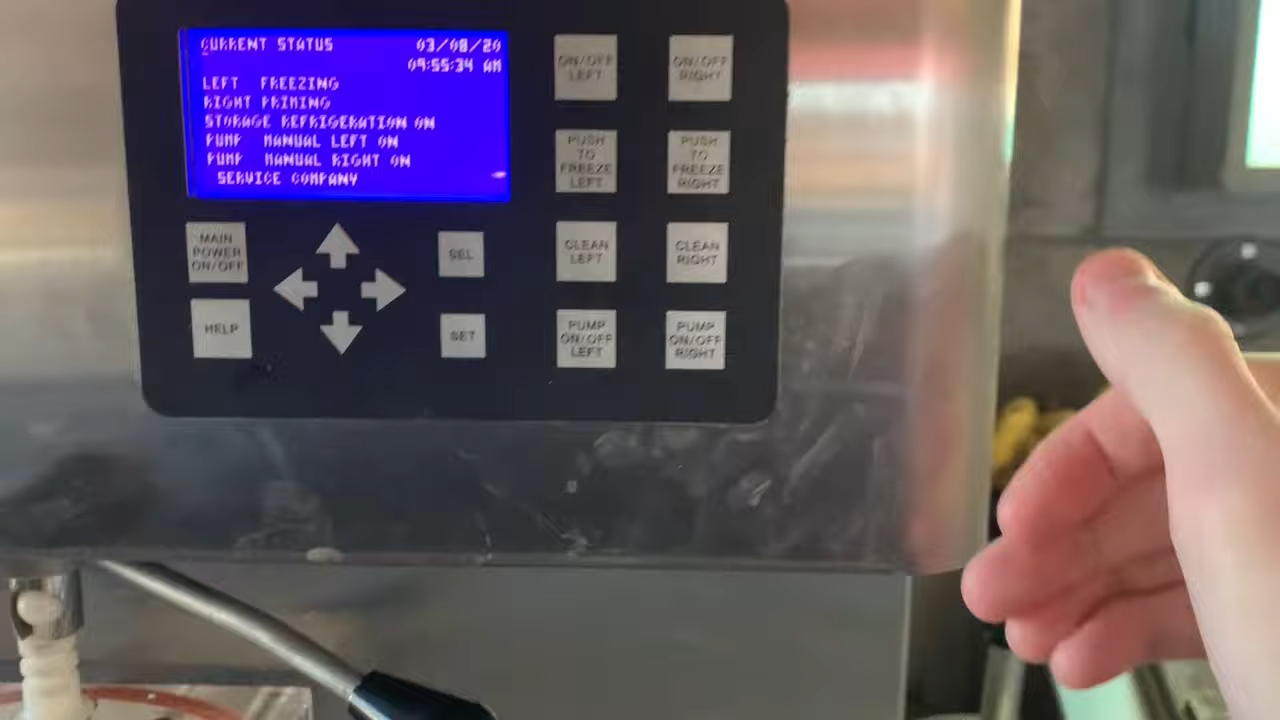 CURRENT STATUS 03/08/20
09:55:34 AM
LEFT FREEZING
RIGHT PRIMING
STORAGE REFRIGERATION ON
PUMP MANUAL LEFT ON
PUMP MANUAL RIGHT ON
SERVICE COMPANY
ON/OFF
LEFT
ON/OFF
RIGHT
PUSH
TO
FREEZE
LEFT
PUSH
TO
FREEZE
RIGHT
MAIN
POWER
ON/OFF
SEL
CLEAN
LEFT
CLEAN
RIGHT
HELP
SET
PUMP
ON/OFF
LEFT
PUMP
ON/OFF
RIGHT